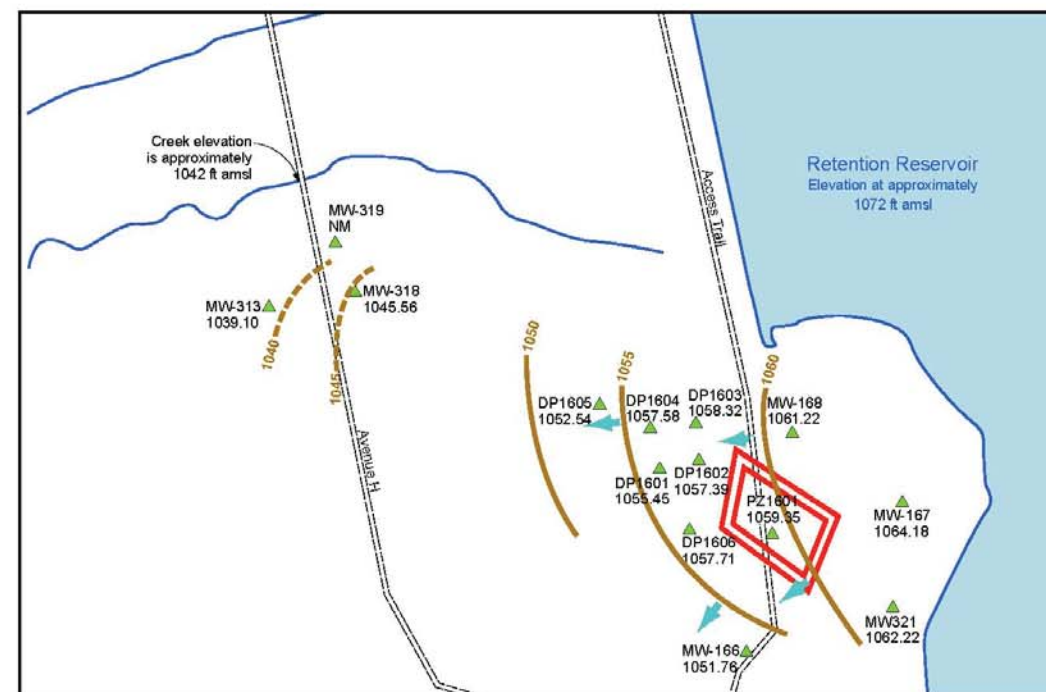 Creek elevation
is approximately
1042 ft amsl
Retention Reservoir
Elevation at approximately
1072 ft amsl
Access Trail
MW-319
NM
MW-313
1039.10
MW-318
1045.56
1040
1045
1050
1055
1060
DP1605
1052.54
DP1604
1057.58
DP1603
1058.32
MW-168
1061.22
Avenue H
DP1601
1055.45
DP1602
1057.39
PZ1601
1059.35
MW-167
1064.18
DP1606
1057.71
MW321
1062.22
MW-166
1051.76